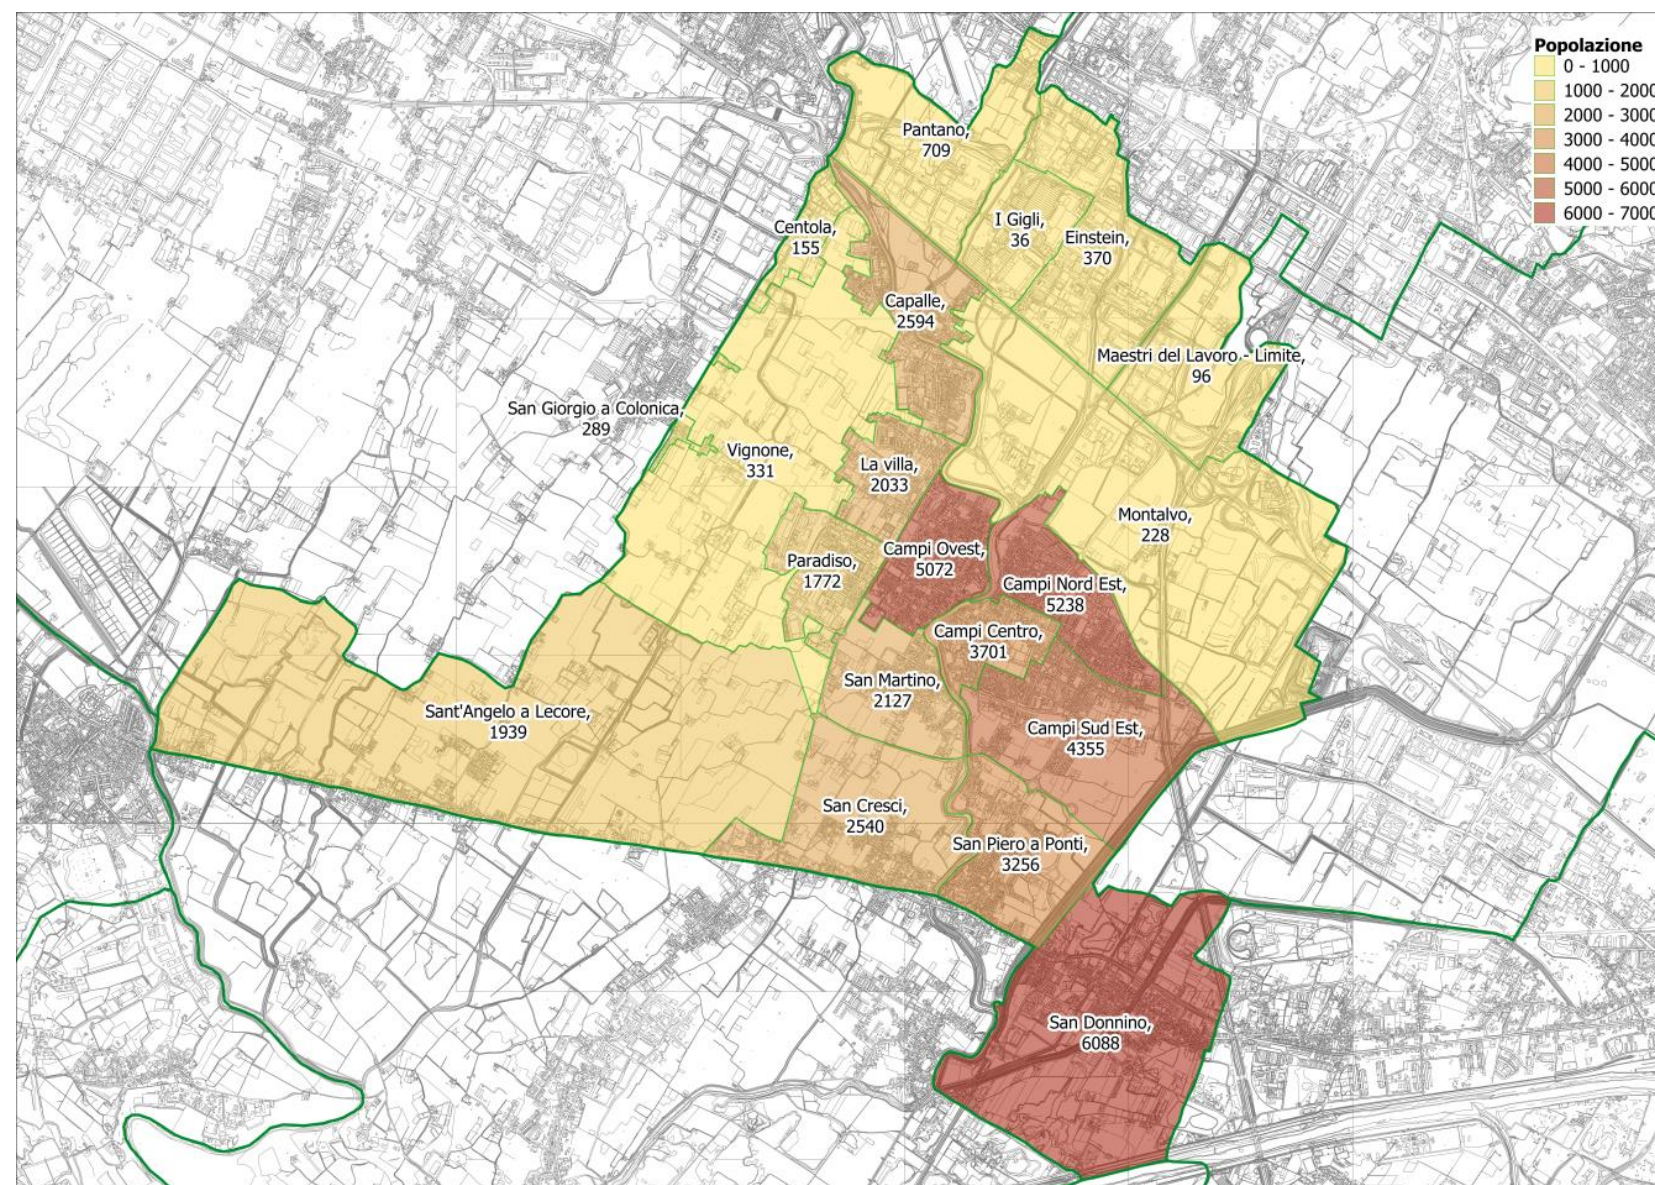 Popolazione
0 - 1000
1000 - 2000
2000 - 3000
3000 - 4000
4000 - 5000
5000 - 6000
6000 - 7000
Pantano,
709
I Gigli,
36
Centola,
155
Einstein,
370
Capalle,
2594
Maestri del Lavoro - Limite,
96
San Giorgio a Colonica,
289
Vignone,
331
La villa,
2033
Montalvo,
228
Campi Ovest,
5072
Paradiso,
1772
Campi Nord Est,
5238
Campi Centro,
3701
San Martino,
2127
Sant'Angelo a Lecore,
1939
Campi Sud Est,
4355
San Cresci,
2540
San Piero a Ponti,
3256
San Donnino,
6088